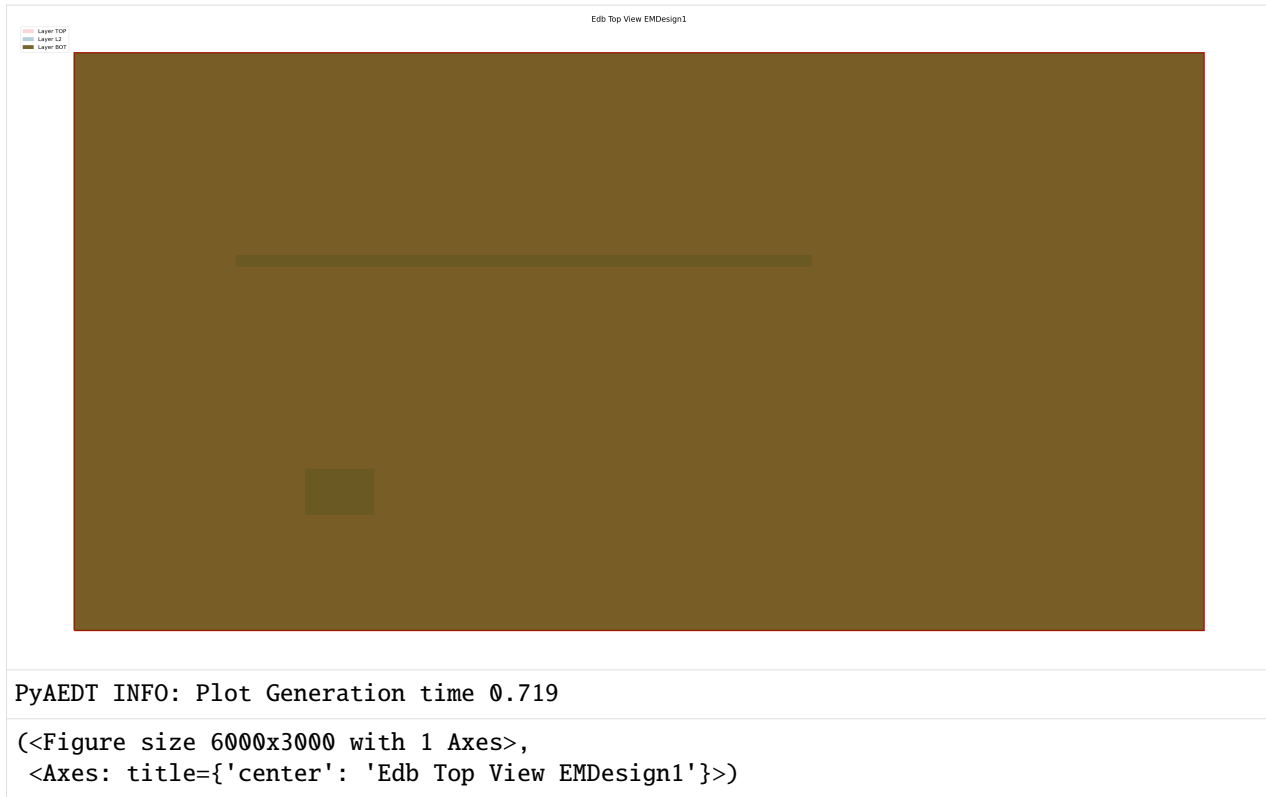 Edb Top View EMDesign1
Layer TOP
Layer L2
Layer BOT
PyAEDT INFO: Plot Generation time 0.719
(<Figure size 6000x3000 with 1 Axes>,
<Axes: title={'center': 'Edb Top View EMDesign1'}>)